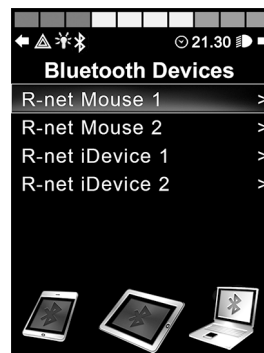 21.30
Bluetooth Devices
R-net Mouse 1 >
R-net Mouse 2 >
R-net iDevice 1 >
R-net iDevice 2 >